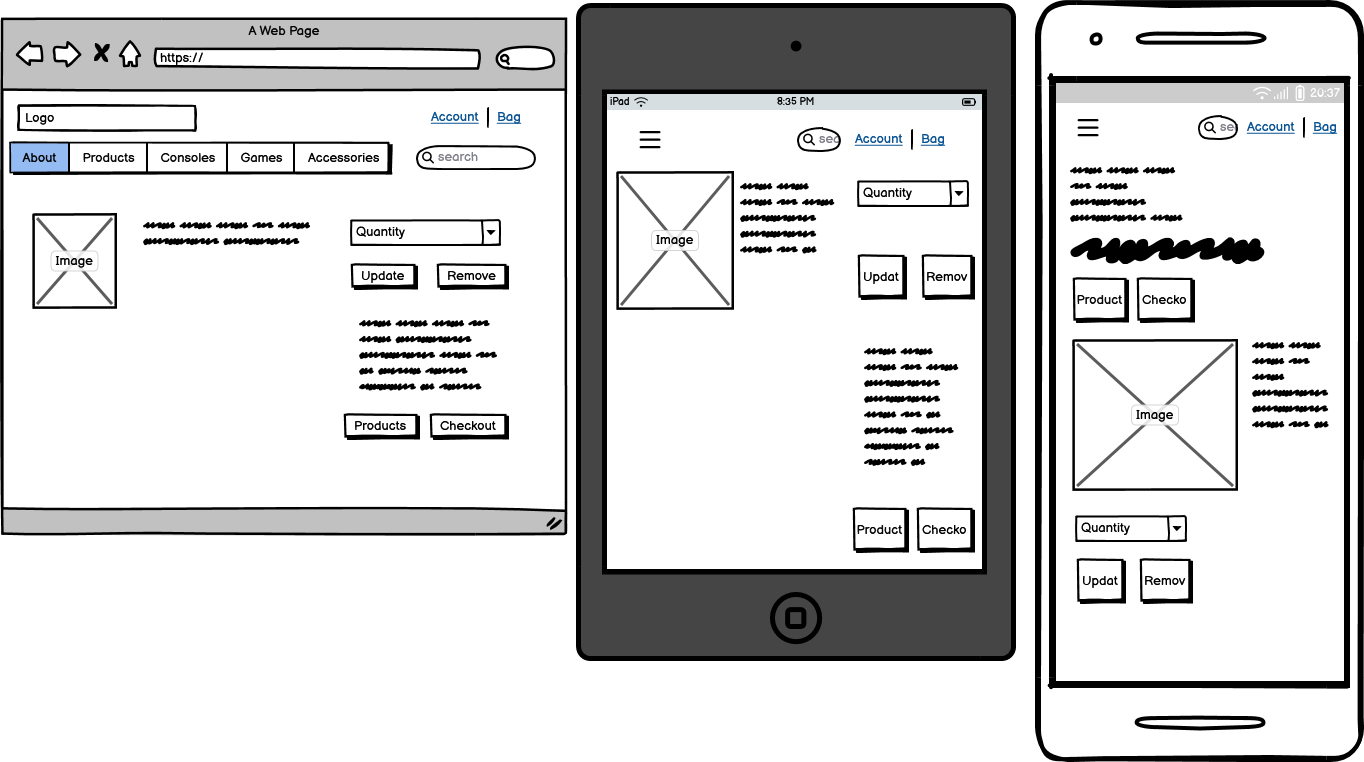 A Web Page
https://
Logo
Account Bag
About Products Consoles Games Accessories search
Image
Quantity
Update Remove
Products Checkout
iPad 8:35 PM
sea Account Bag
Image
Quantity
Updat Remov
Product Checko
20:37
se Account Bag
Product Checko
Image
Quantity
Updat Remov